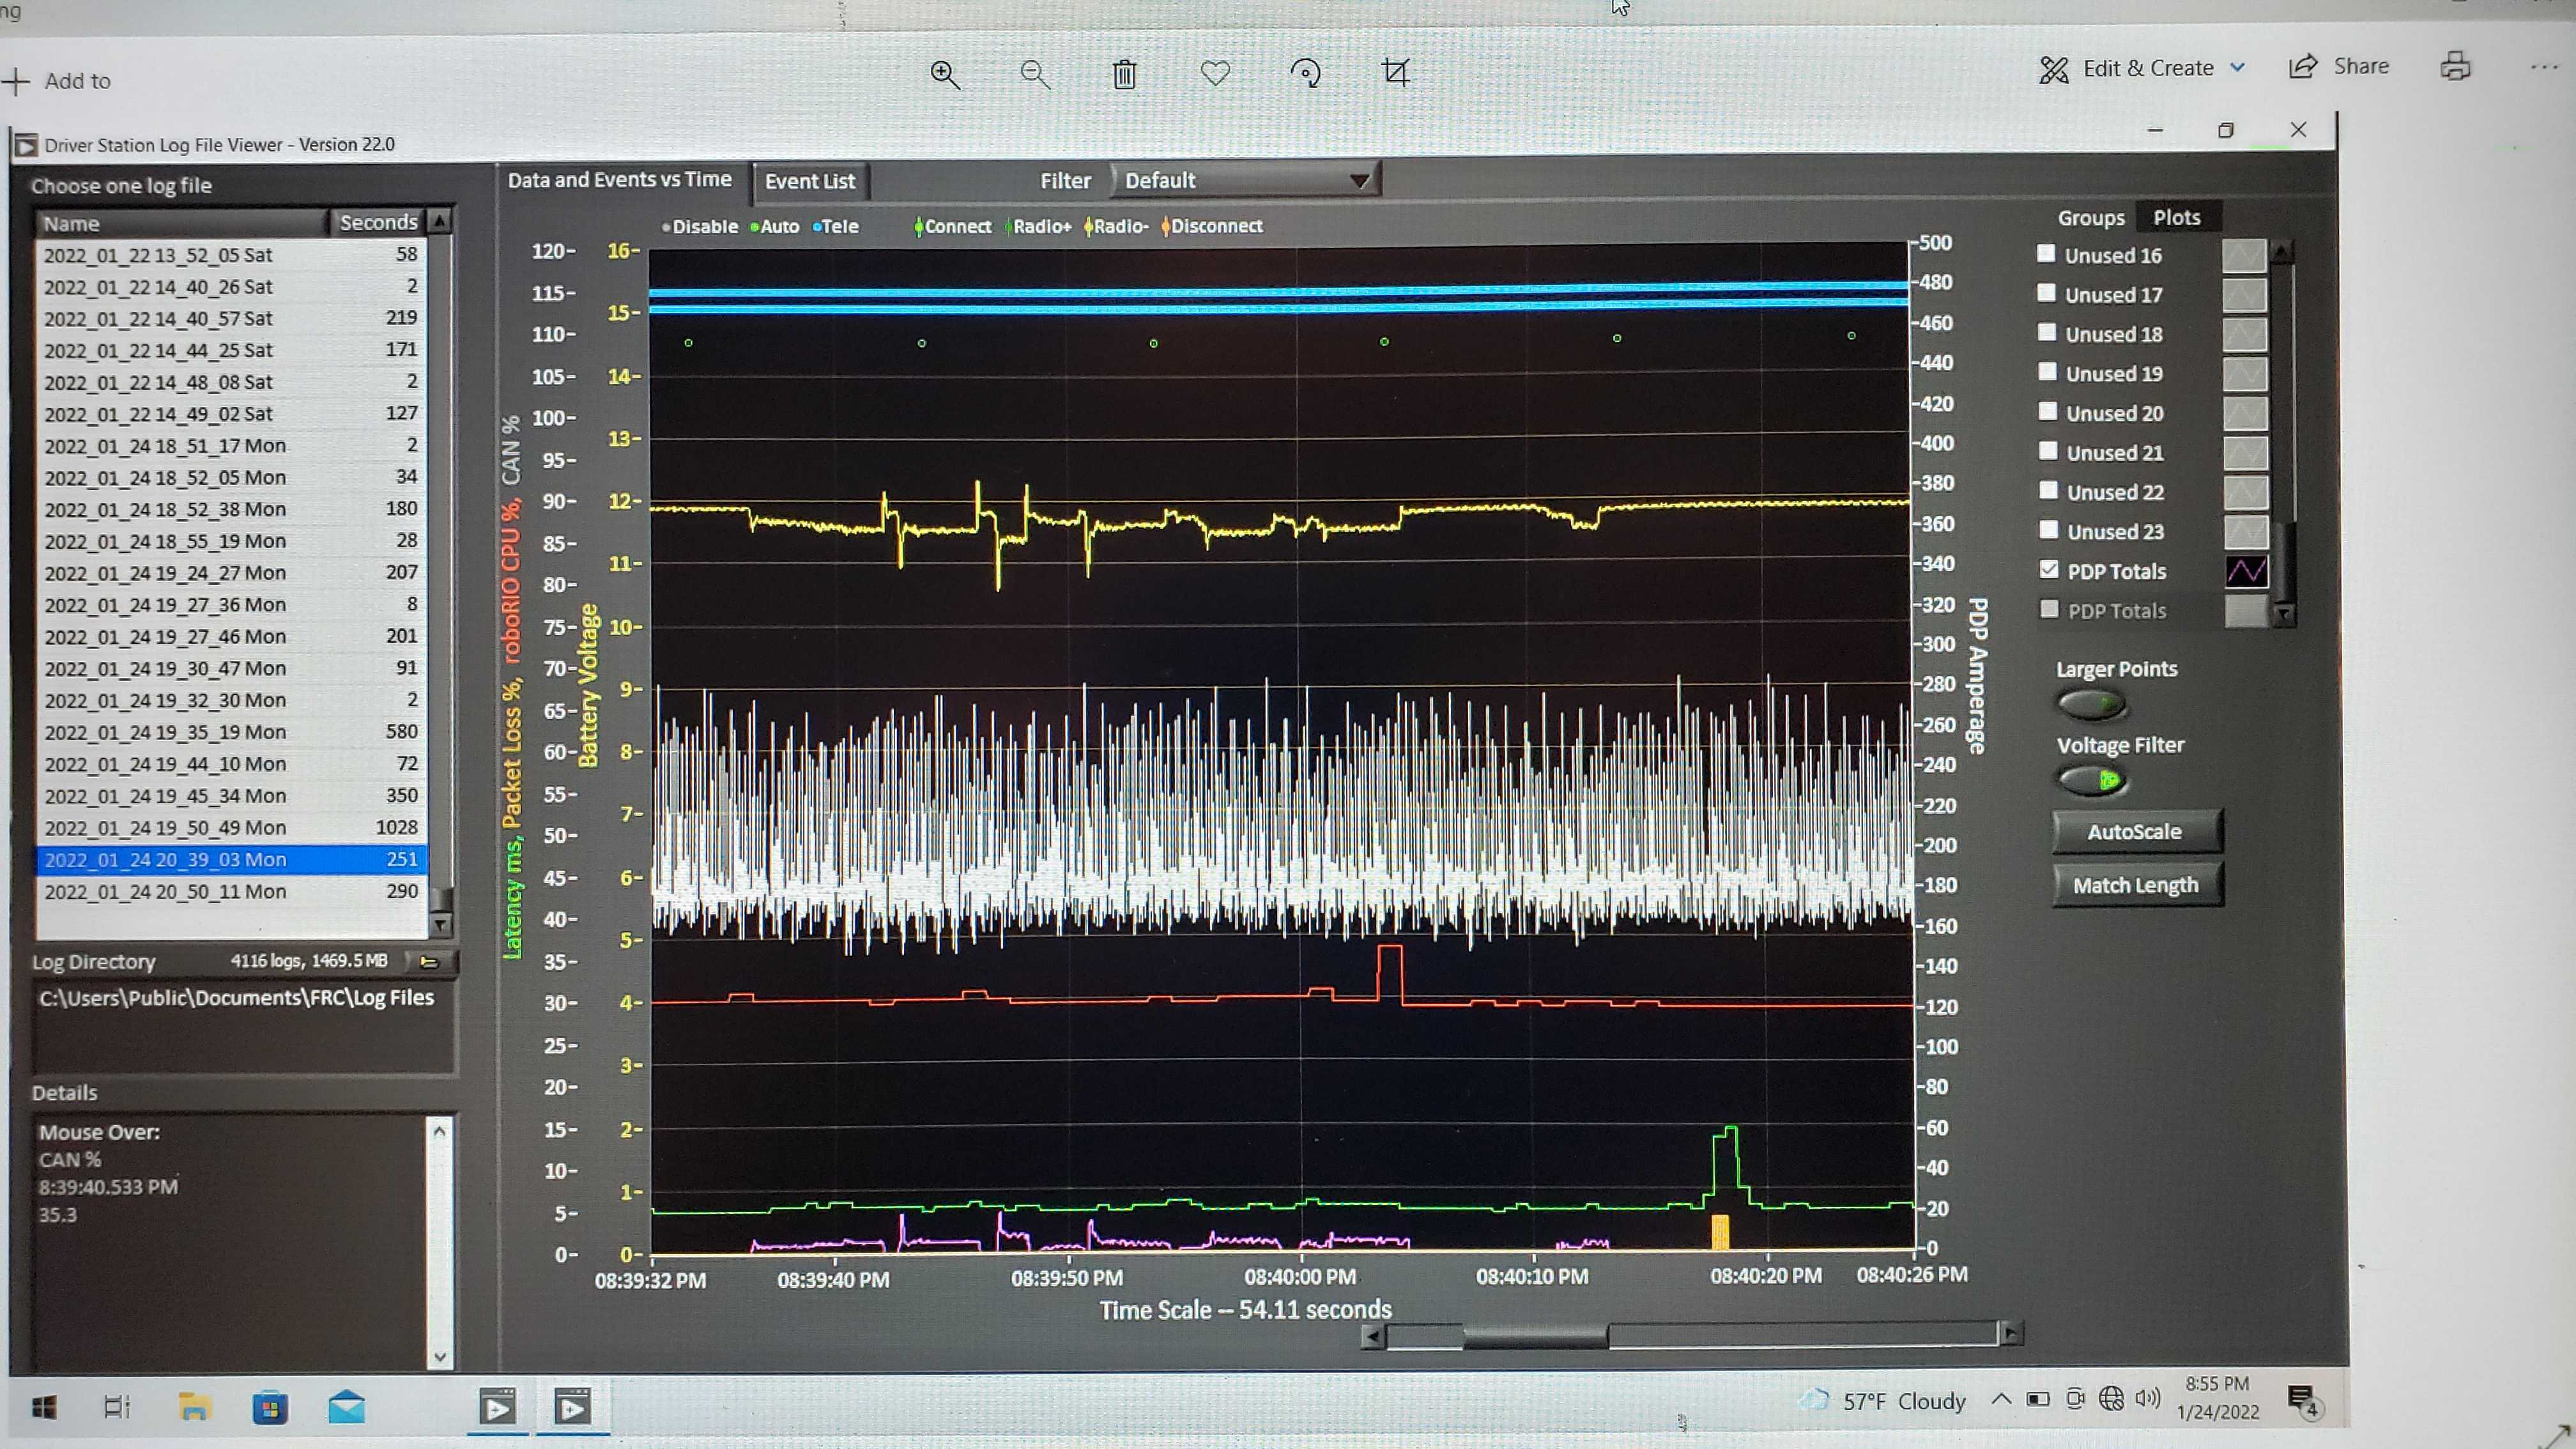 ng
Add to
Edit & Create
Share
Driver Station Log File Viewer - Version 22.0
Choose one log file
Name Seconds
2022_01_22 13_52_05 Sat 58
2022_01_22 14_40_26 Sat 2
2022_01_22 14_40_57 Sat 219
2022_01_22 14_44_25 Sat 171
2022_01_22 14_48_08 Sat 2
2022_01_22 14_49_02 Sat 127
2022_01_24 18_51_17 Mon 2
2022_01_24 18_52_05 Mon 34
2022_01_24 18_52_38 Mon 180
2022_01_24 18_55_19 Mon 28
2022_01_24 19_24_27 Mon 207
2022_01_24 19_27_36 Mon 8
2022_01_24 19_27_46 Mon 201
2022_01_24 19_30_47 Mon 91
2022_01_24 19_32_30 Mon 2
2022_01_24 19_35_19 Mon 580
2022_01_24 19_44_10 Mon 72
2022_01_24 19_45_34 Mon 350
2022_01_24 19_50_49 Mon 1028
2022_01_24 20_39_03 Mon 251
2022_01_24 20_50_11 Mon 290
Log Directory 4116 logs, 1469.5 MB
C:\Users\Public\Documents\FRC\Log Files
Details
Mouse Over:
CAN %
8:39:40.533 PM
35.3
Data and Events vs Time Event List Filter Default
Disable Auto Tele Connect Radio+ Radio- Disconnect
Latency ms, Packet Loss %, roboRIO CPU %, CAN %
120-
115-
110-
105-
100-
95-
90-
85-
80-
75-
70-
65-
60-
55-
50-
45-
40-
35-
30-
25-
20-
15-
10-
5-
0-
Battery Voltage
16-
15-
14-
13-
12-
11-
10-
9-
8-
7-
6-
5-
4-
3-
2-
1-
0-
-500
-480
-460
-440
-420
-400
-380
-360
-340
-320
-300
-280
-260
-240
-220
-200
-180
-160
-140
-120
-100
-80
-60
-40
-20
-0
PDP Amperage
08:39:32 PM 08:39:40 PM 08:39:50 PM 08:40:00 PM 08:40:10 PM 08:40:20 PM 08:40:26 PM
Time Scale -- 54.11 seconds
Groups Plots
Unused 16
Unused 17
Unused 18
Unused 19
Unused 20
Unused 21
Unused 22
Unused 23
PDP Totals
PDP Totals
Larger Points
Voltage Filter
AutoScale
Match Length
57°F Cloudy
8:55 PM
1/24/2022
4